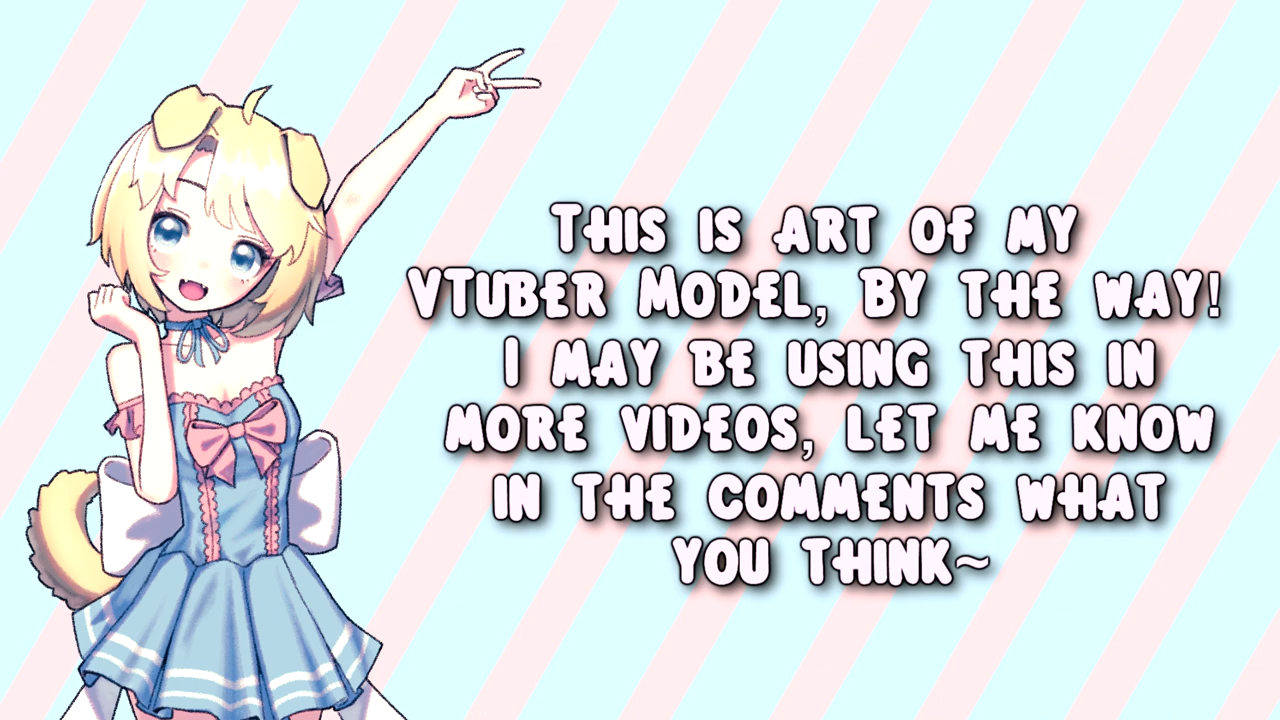 This is art of my
VTuber Model, by the way!
I may be using this in
more videos, let me know
in the comments what
you think~